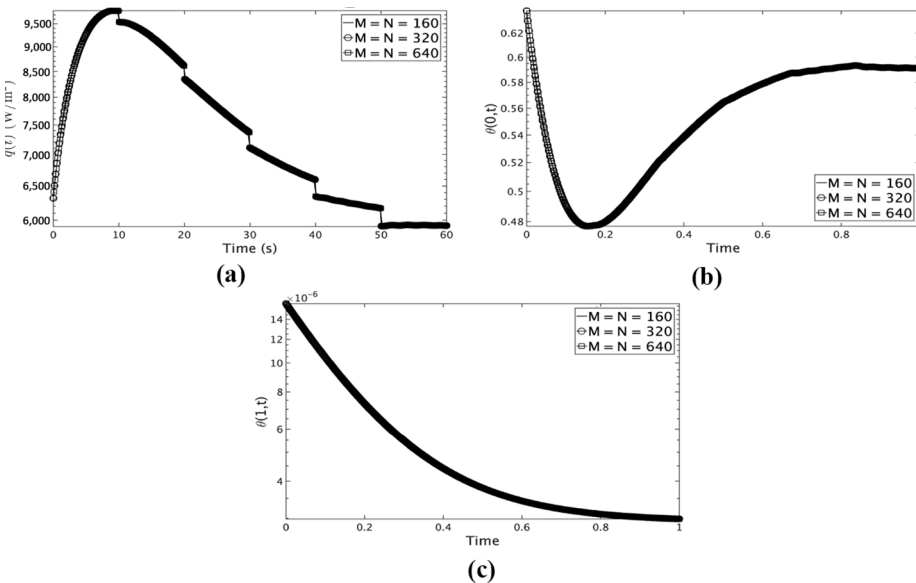 9,500
9,000
8,500
8,000
7,500
7,000
6,500
6,000
q(t) (W/m²)
M = N = 160
M = N = 320
M = N = 640
0 10 20 30 40 50 60
Time (s)
(a)
0.62
0.6
0.58
0.56
0.54
0.52
0.5
0.48
θ(0,t)
M = N = 160
M = N = 320
M = N = 640
0 0.2 0.4 0.6 0.8
Time
(b)
×10⁻⁶
14
12
10
8
6
4
θ(1,t)
M = N = 160
M = N = 320
M = N = 640
0 0.2 0.4 0.6 0.8 1
Time
(c)